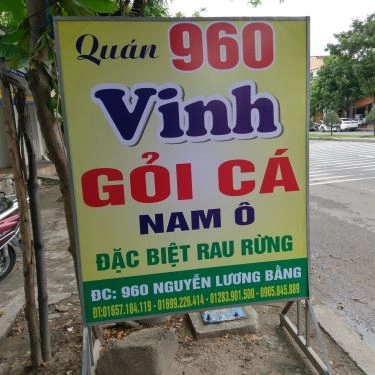 Quán 960
Vinh
GỎI CÁ
NAM Ô
ĐẶC BIỆT RAU RỪNG
ĐC: 960 NGUYỄN LƯƠNG BẰNG
ĐT:01657.184.119 - 01699.226.414 - 01283.901.500 - 0905.845.889